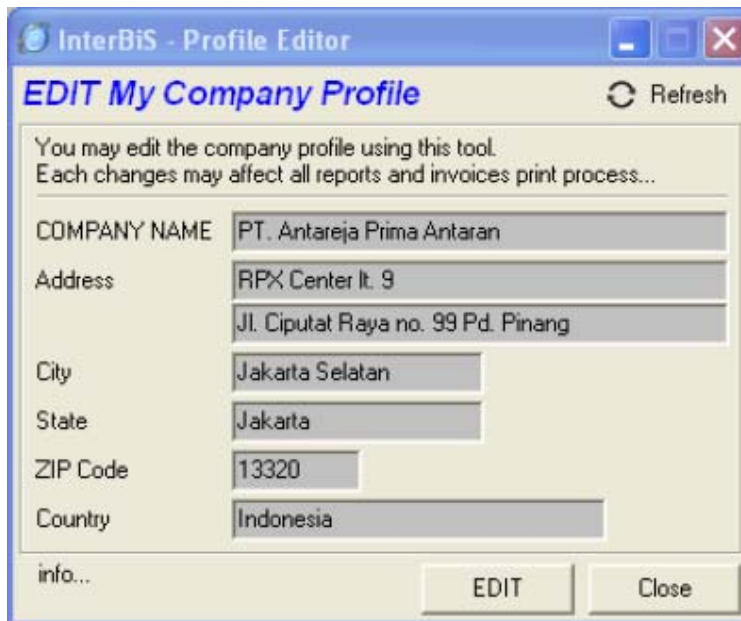 InterBiS - Profile Editor
EDIT My Company Profile
Refresh
You may edit the company profile using this tool.
Each changes may affect all reports and invoices print process...
COMPANY NAME PT. Antareja Prima Antaran
Address RPX Center lt. 9
Jl. Ciputat Raya no. 99 Pd. Pinang
City Jakarta Selatan
State Jakarta
ZIP Code 13320
Country Indonesia
info...
EDIT Close